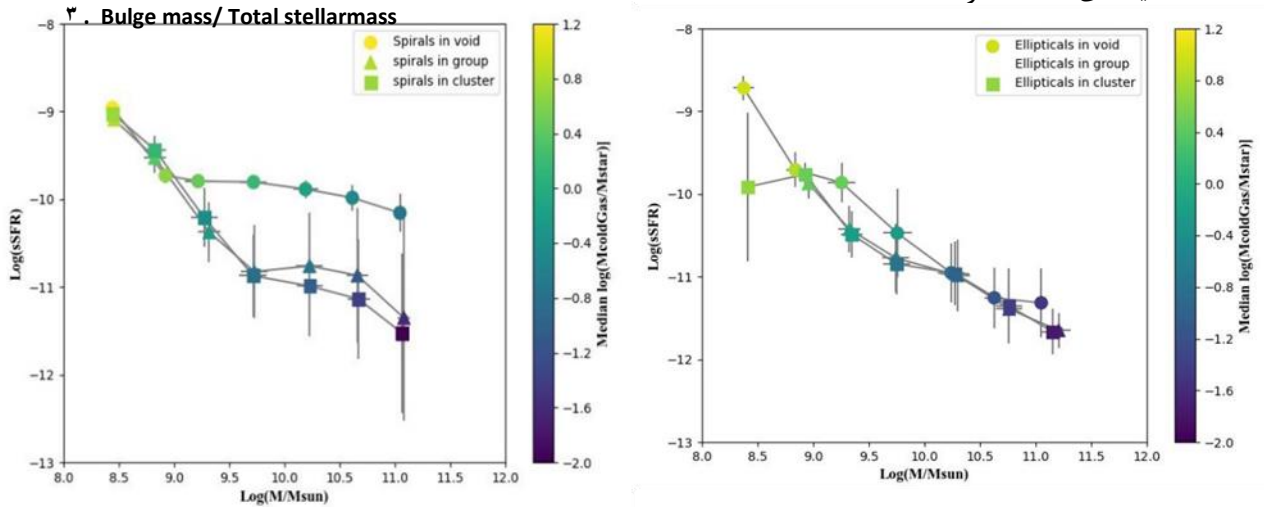 ۳. Bulge mass/ Total stellarmass
−8
−9
−10
−11
−12
−13
8.0 8.5 9.0 9.5 10.0 10.5 11.0 11.5 12.0
Log(M/Msun)
Log(sSFR)
Spirals in void
spirals in group
spirals in cluster
1.2
0.8
0.4
0.0
−0.4
−0.8
−1.2
−1.6
−2.0
Median log(McoldGas/Mstar)]
−8
−9
−10
−11
−12
−13
8.0 8.5 9.0 9.5 10.0 10.5 11.0 11.5 12.0
Log(M/Msun)
Log(sSFR)
Ellipticals in void
Ellipticals in group
Ellipticals in cluster
1.2
0.8
0.4
0.0
−0.4
−0.8
−1.2
−1.6
−2.0
Median log(McoldGas/Mstar)]